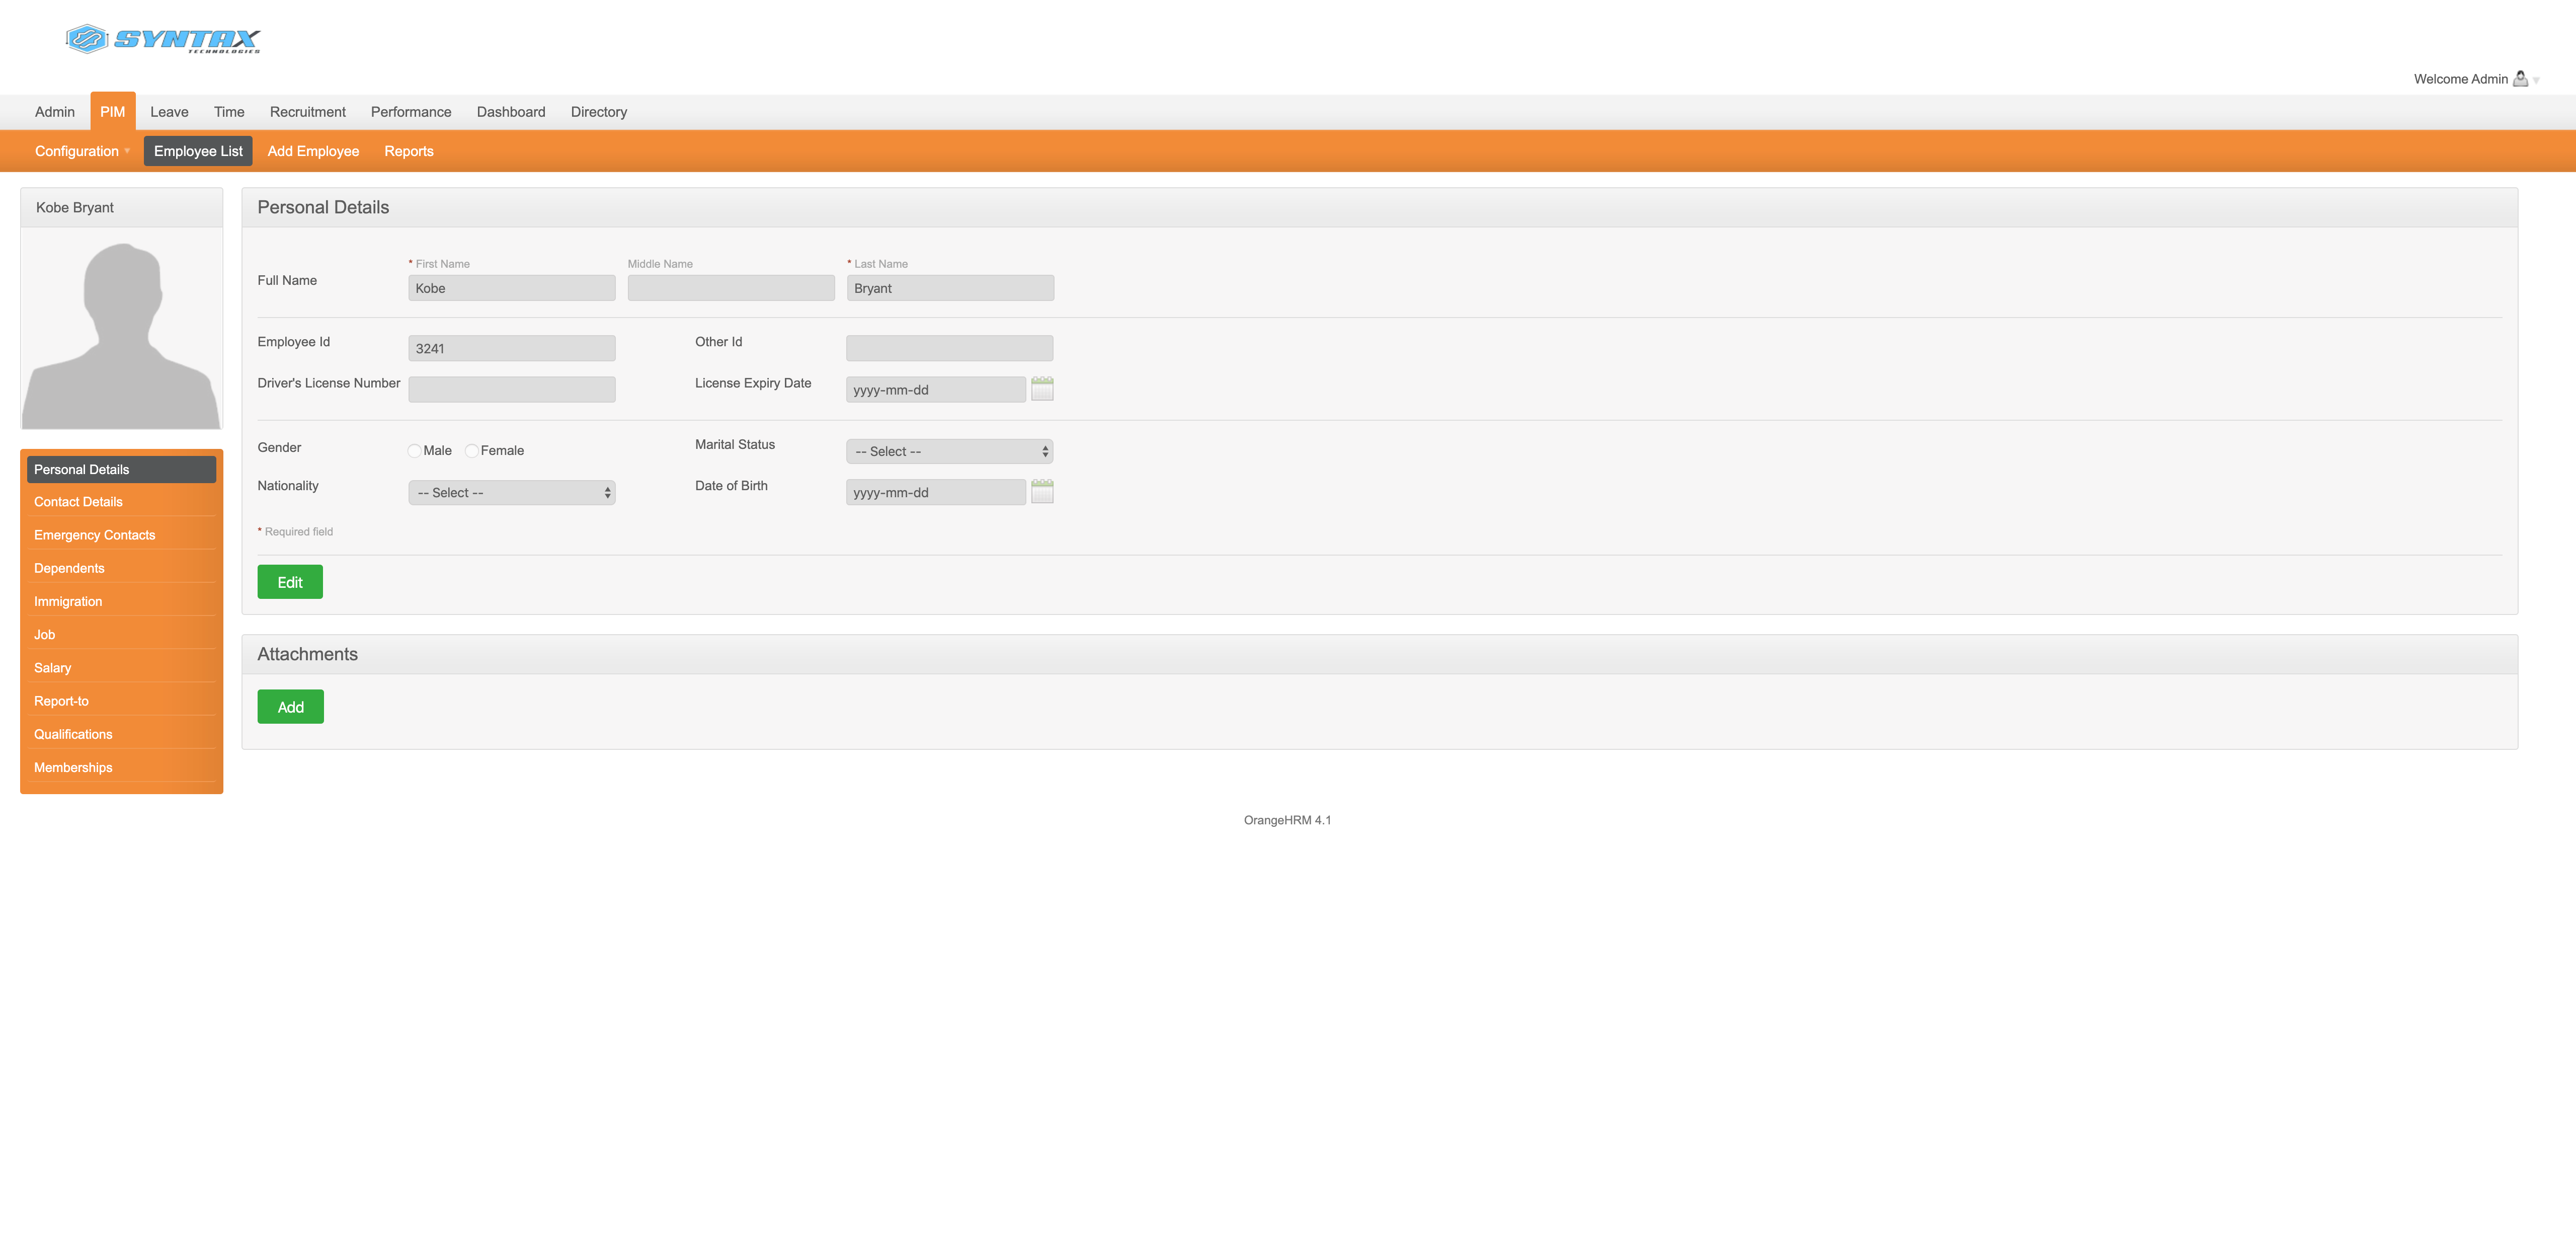 SYNTAX
TECHNOLOGIES
Welcome Admin
Admin PIM Leave Time Recruitment Performance Dashboard Directory
Configuration Employee List Add Employee Reports
Kobe Bryant
Personal Details
Contact Details
Emergency Contacts
Dependents
Immigration
Job
Salary
Report-to
Qualifications
Memberships
Personal Details
* First Name Middle Name * Last Name
Full Name Kobe Bryant
Employee Id 3241 Other Id
Driver's License Number License Expiry Date yyyy-mm-dd
Gender Male Female Marital Status -- Select --
Nationality -- Select -- Date of Birth yyyy-mm-dd
* Required field
Edit
Attachments
Add
OrangeHRM 4.1